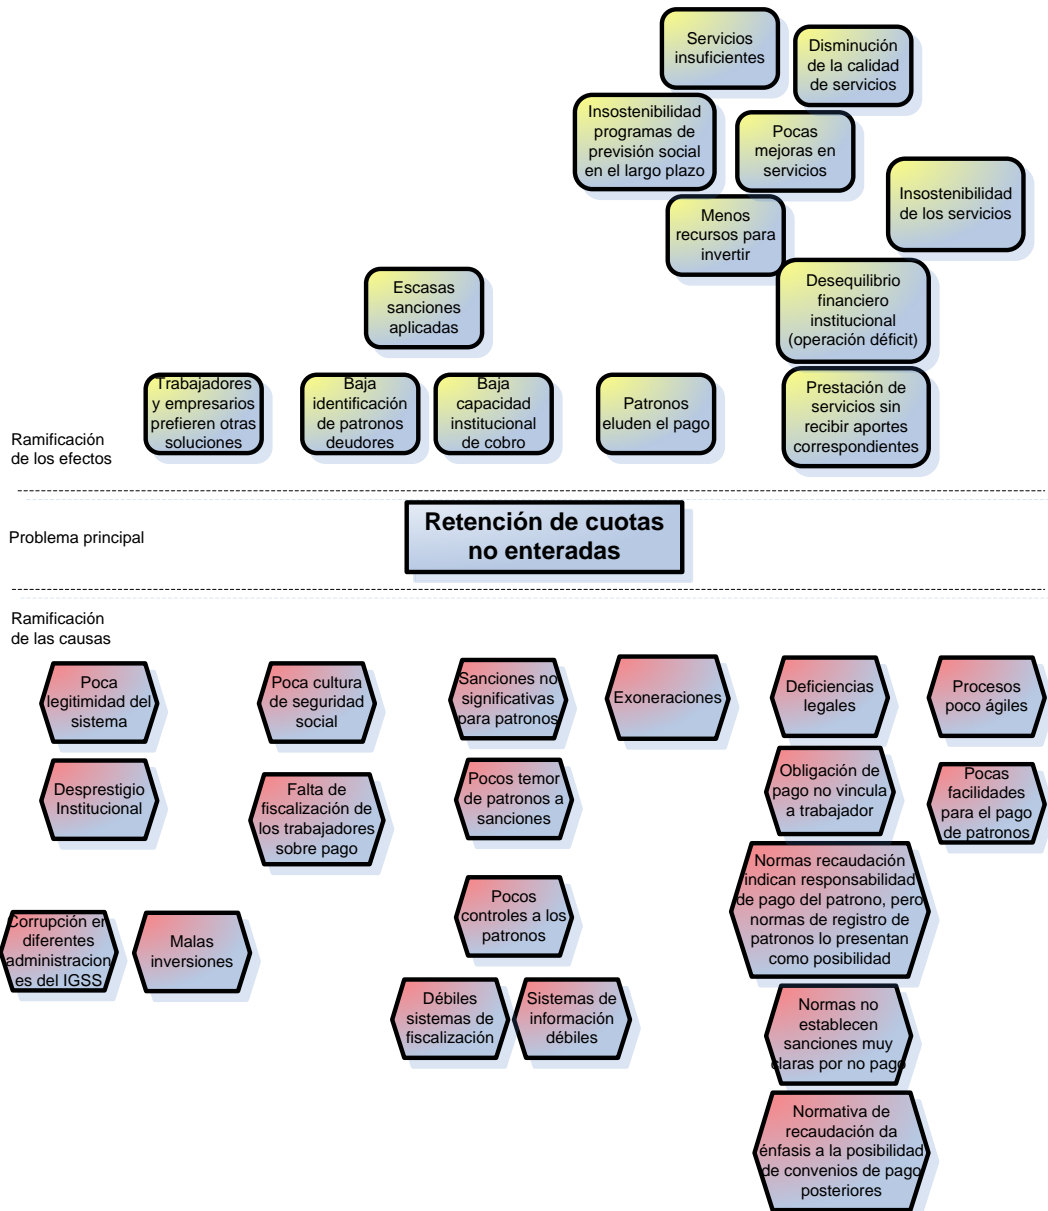 Servicios
insuficientes
Disminución
de la calidad
de servicios
Insostenibilidad
programas de
previsión social
en el largo plazo
Pocas
mejoras en
servicios
Insostenibilidad
de los servicios
Menos
recursos para
invertir
Escasas
sanciones
aplicadas
Desequilibrio
financiero
institucional
(operación déficit)
Trabajadores
y empresarios
prefieren otras
soluciones
Baja
identificación
de patronos
deudores
Baja
capacidad
institucional
de cobro
Patronos
eluden el pago
Prestación de
servicios sin
recibir aportes
correspondientes
Ramificación
de los efectos
Problema principal
Retención de cuotas
no enteradas
Ramificación
de las causas
Poca
legitimidad del
sistema
Poca cultura
de seguridad
social
Sanciones no
significativas
para patronos
Exoneraciones
Deficiencias
legales
Procesos
poco ágiles
Desprestigio
Institucional
Falta de
fiscalización de
los trabajadores
sobre pago
Pocos temor
de patronos a
sanciones
Obligación de
pago no vincula
a trabajador
Pocas
facilidades
para el pago
de patronos
Normas recaudación
indican responsabilidad
de pago del patrono, pero
normas de registro de
patronos lo presentan
como posibilidad
Corrupción en
diferentes
administracion
es del IGSS
Malas
inversiones
Pocos
controles a los
patronos
Débiles
sistemas de
fiscalización
Sistemas de
información
débiles
Normas no
establecen
sanciones muy
claras por no pago
Normativa de
recaudación da
énfasis a la posibilidad
de convenios de pago
posteriores